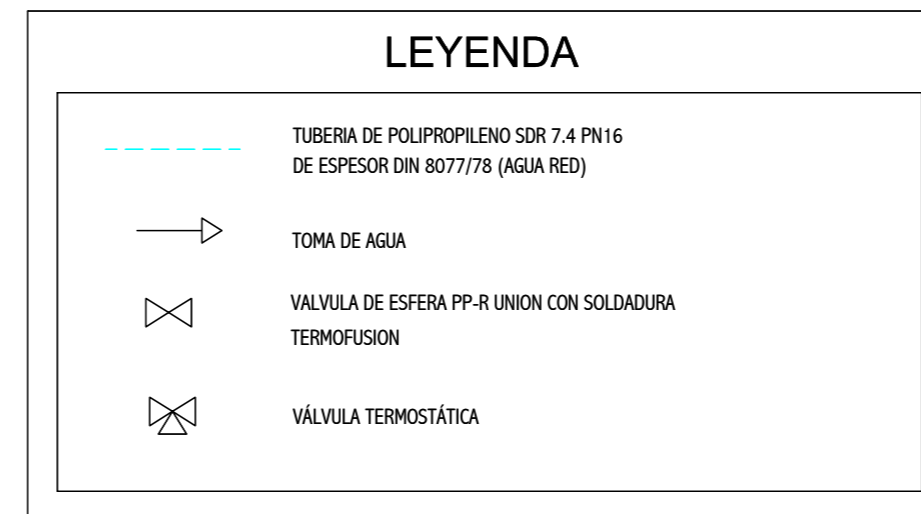 LEYENDA
TUBERIA DE POLIPROPILENO SDR 7.4 PN16
DE ESPESOR DIN 8077/78 (AGUA RED)
TOMA DE AGUA
VALVULA DE ESFERA PP-R UNION CON SOLDADURA
TERMOFUSION
VÁLVULA TERMOSTÁTICA